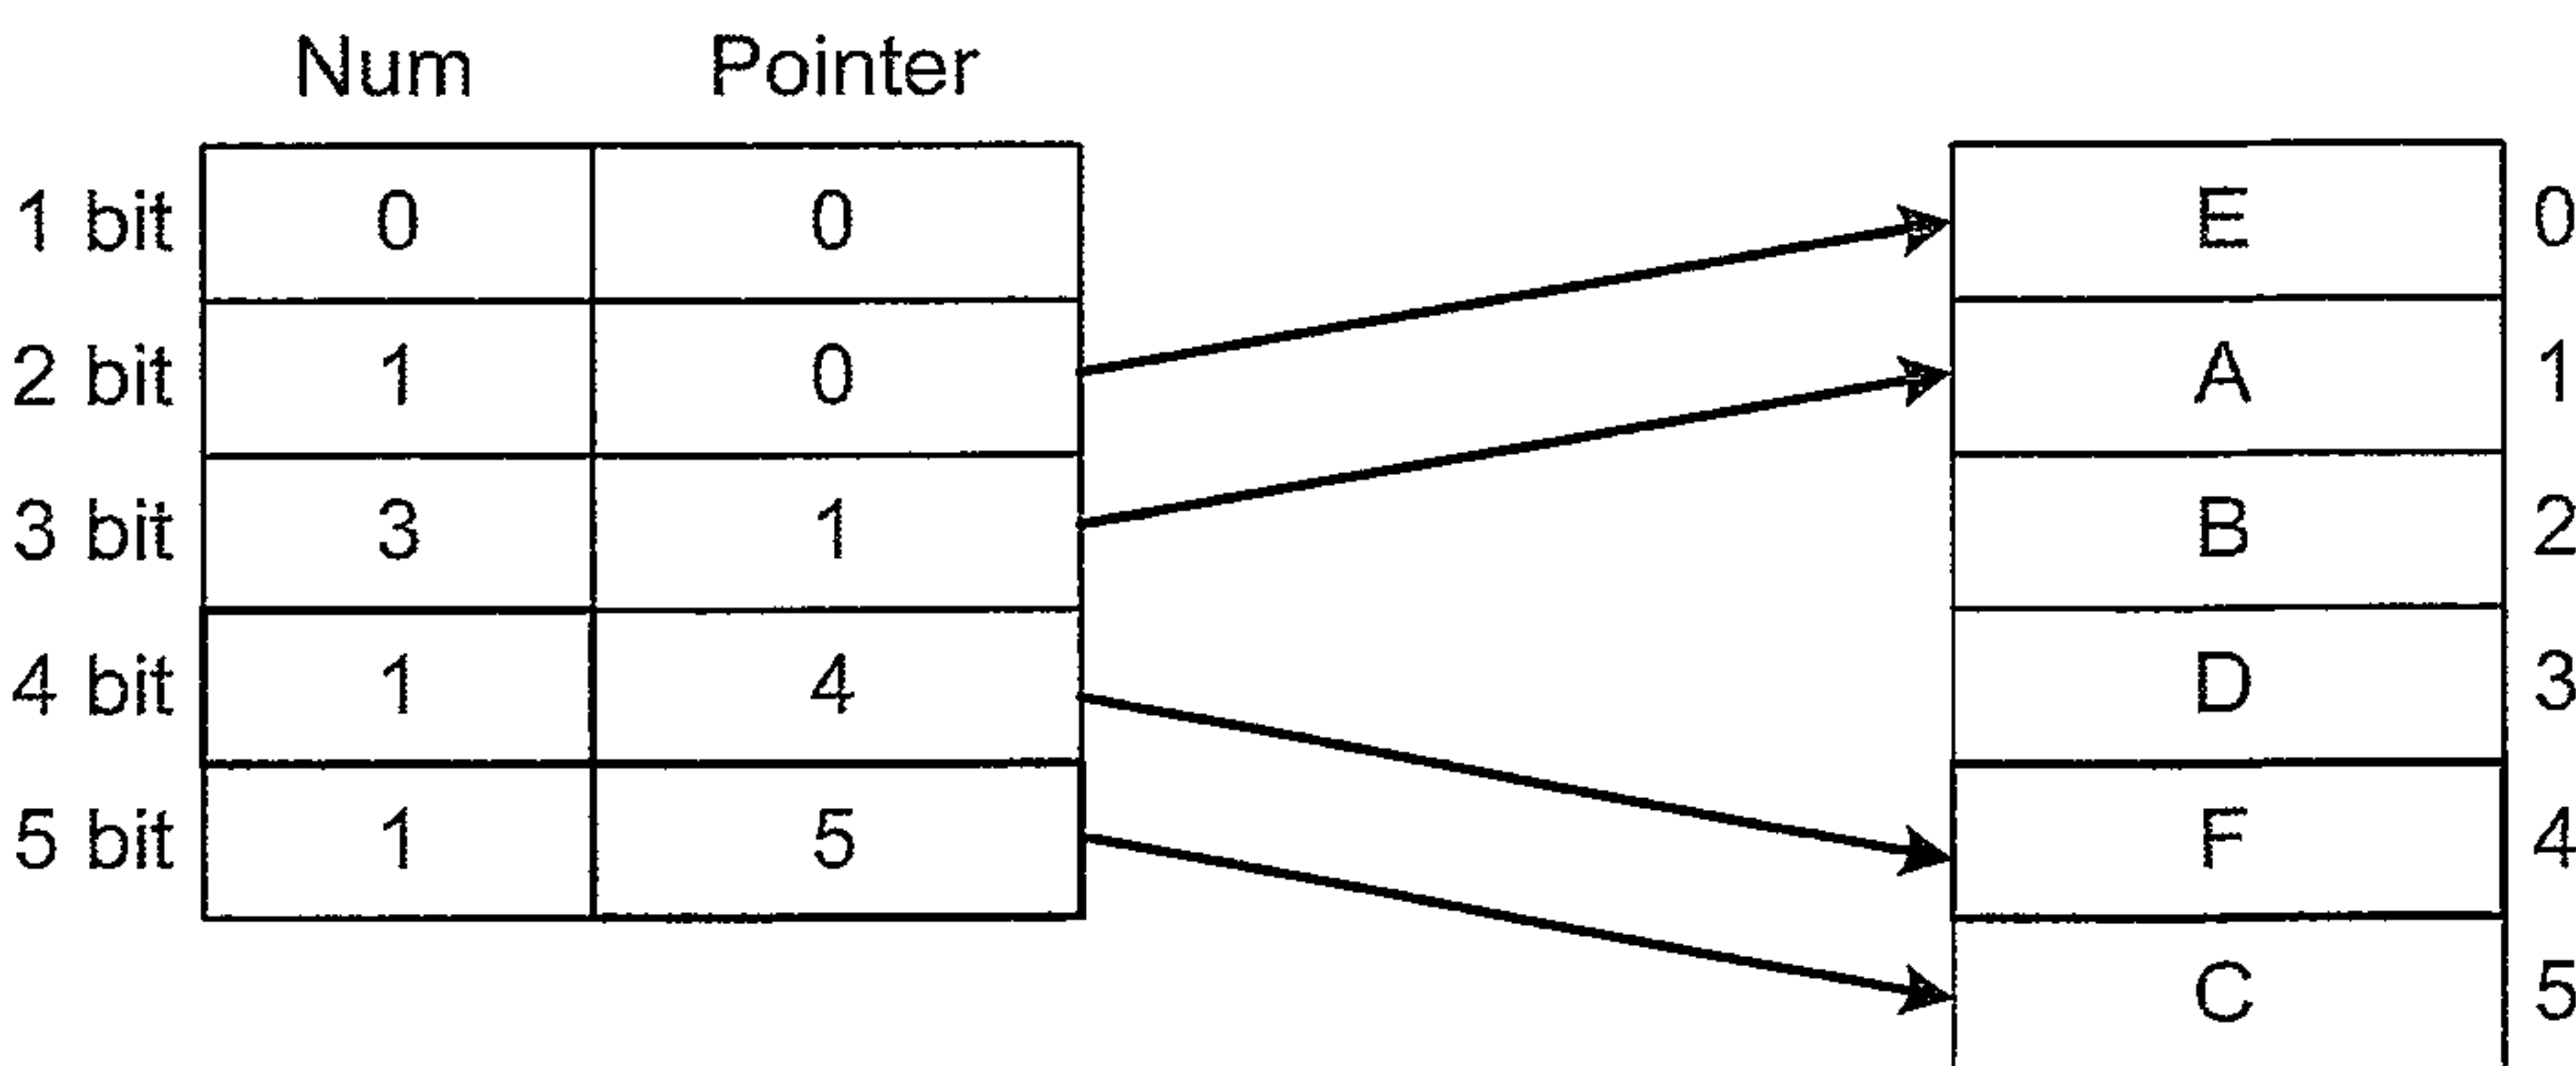 Num Pointer
1 bit 0 0 E 0
2 bit 1 0 A 1
3 bit 3 1 B 2
4 bit 1 4 D 3
5 bit 1 5 F 4
C 5